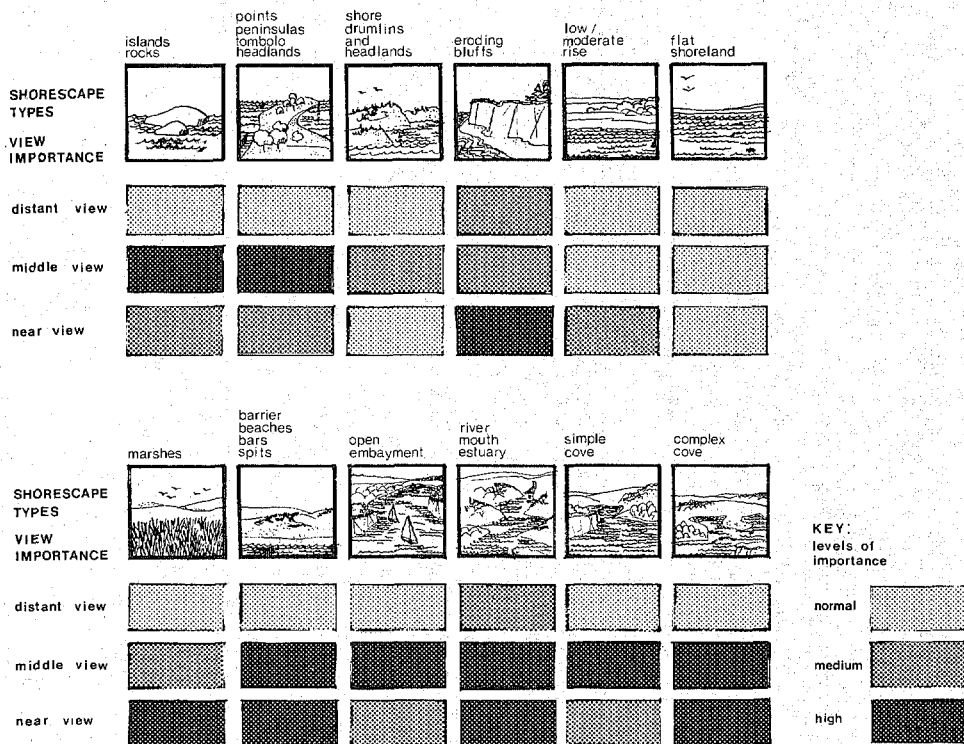 islands
rocks
points
peninsulas
tombolo
headlands
shore
drumlins
and
headlands
eroding
bluffs
low /
moderate
rise
flat
shoreland
SHORESCAPE
TYPES
VIEW
IMPORTANCE
distant view
middle view
near view
marshes
barrier
beaches
bars
spits
open
embayment
river
mouth
estuary
simple
cove
complex
cove
SHORESCAPE
TYPES
VIEW
IMPORTANCE
distant view
middle view
near view
KEY:
levels of
importance
normal
medium
high